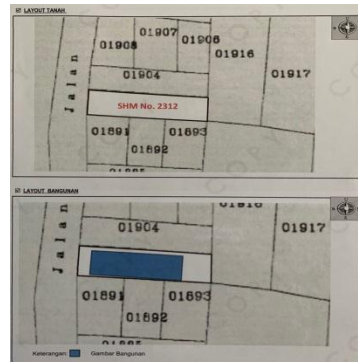 LAYOUT TANAH
01907
01906
01908
01916
01917
01904
Jalan
SHM No. 2312
01891
01893
01892
LAYOUT BANGUNAN
01904
01917
Jalan
01891
01893
01892
Keterangan: Gambar Bangunan